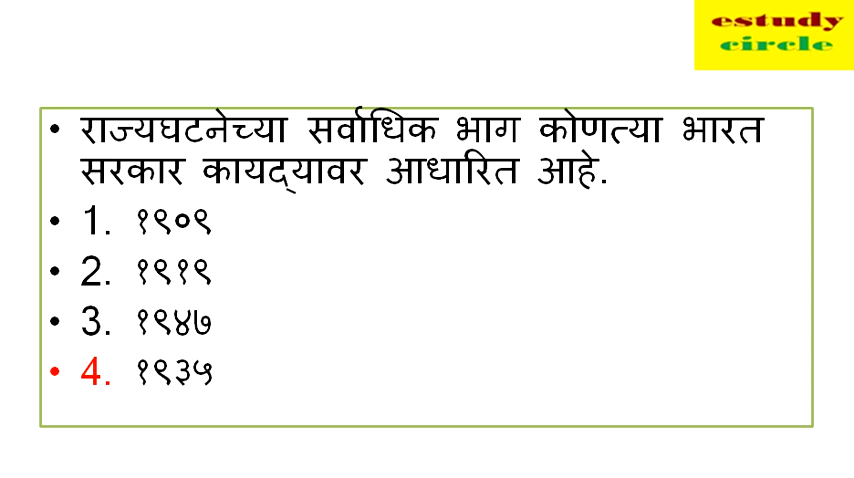 estudy
circle
• राज्यघटनेच्या सर्वाधिक भाग कोणत्या भारत
सरकार कायद्यावर आधारित आहे.
• 1. १९०९
• 2. १९१९
• 3. १९४७
• 4. १९३५